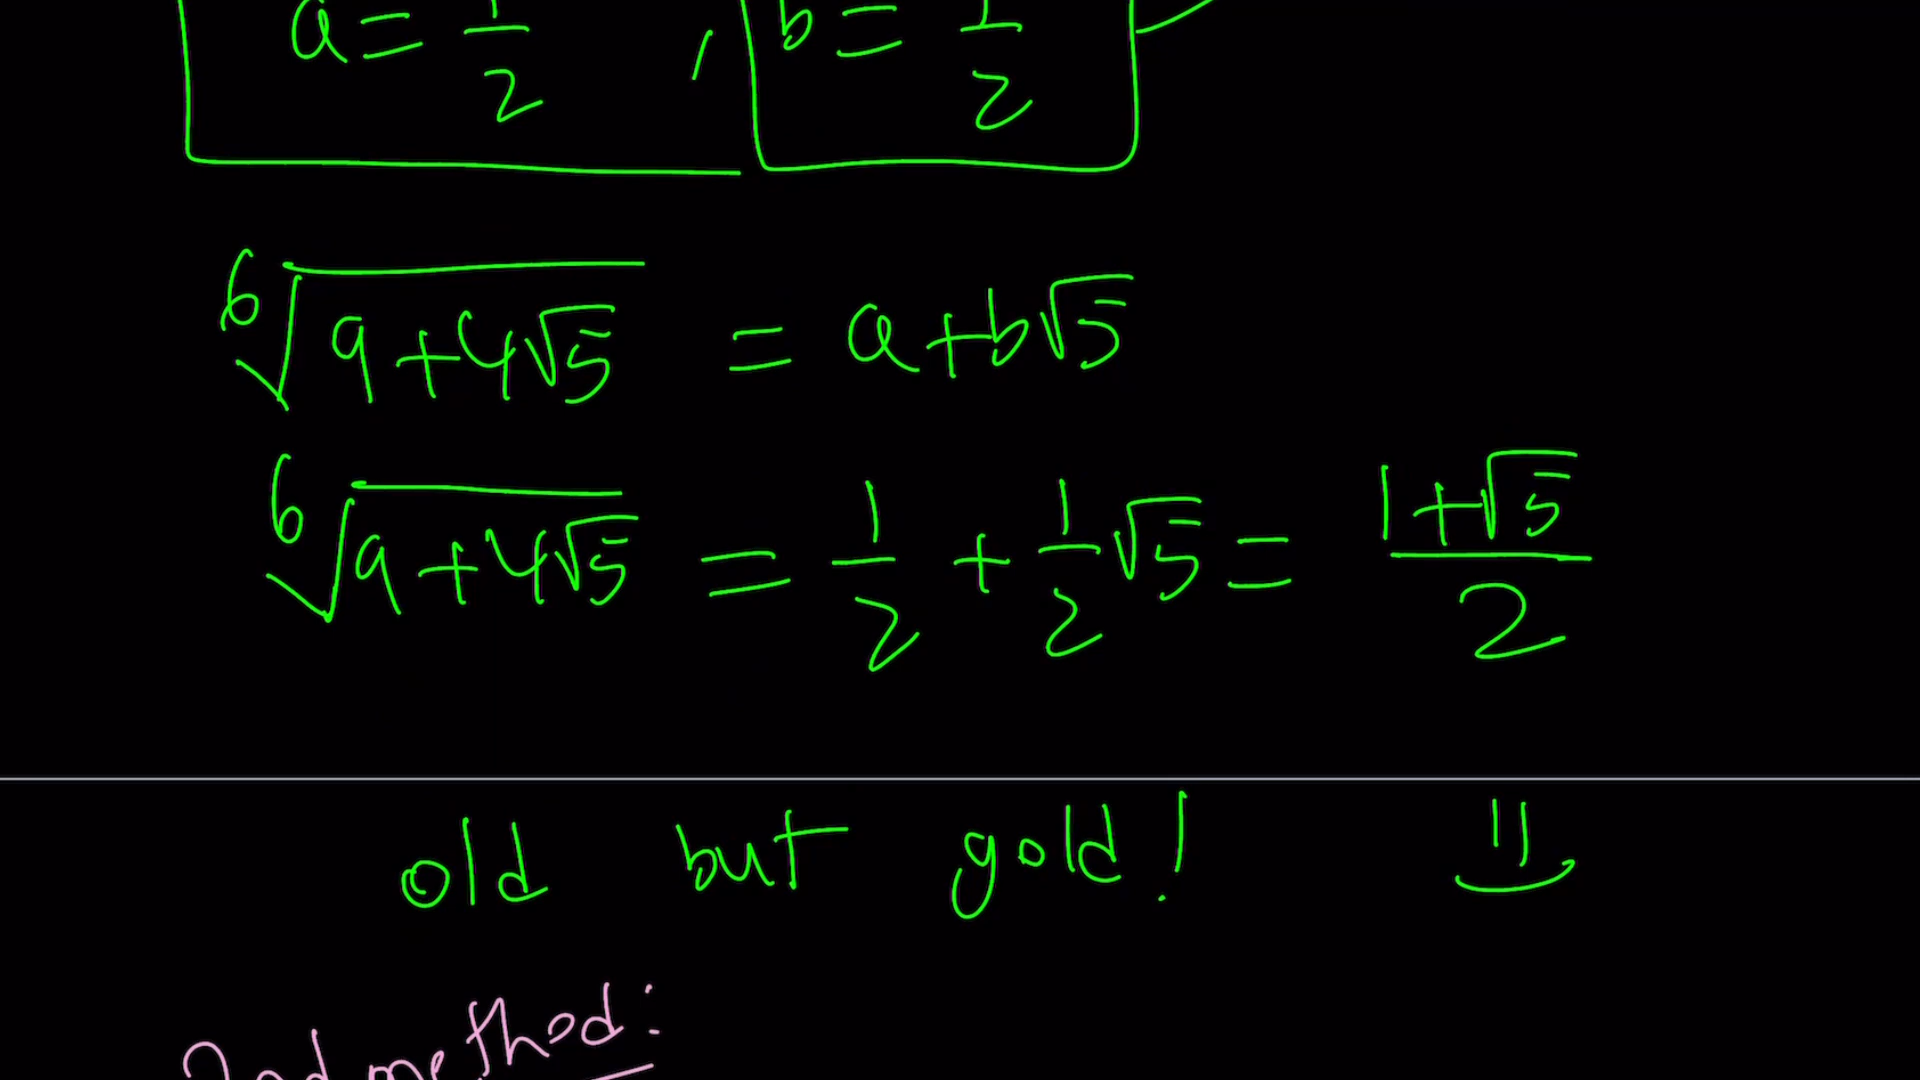 a = 1/2 , b = 1/2
⁶√(9+4√5) = a+b√5
⁶√(9+4√5) = 1/2 + 1/2 √5 = (1+√5)/2
old but gold! :)
2nd method: